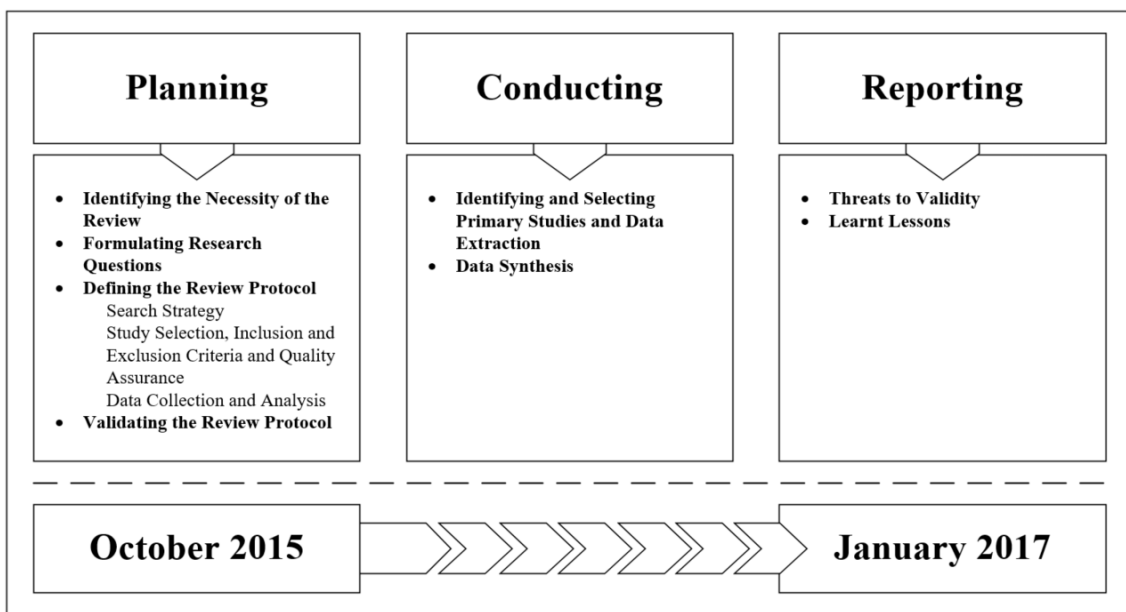 Planning
• Identifying the Necessity of the
Review
• Formulating Research
Questions
• Defining the Review Protocol
Search Strategy
Study Selection, Inclusion and
Exclusion Criteria and Quality
Assurance
Data Collection and Analysis
• Validating the Review Protocol
Conducting
• Identifying and Selecting
Primary Studies and Data
Extraction
• Data Synthesis
Reporting
• Threats to Validity
• Learnt Lessons
October 2015
January 2017